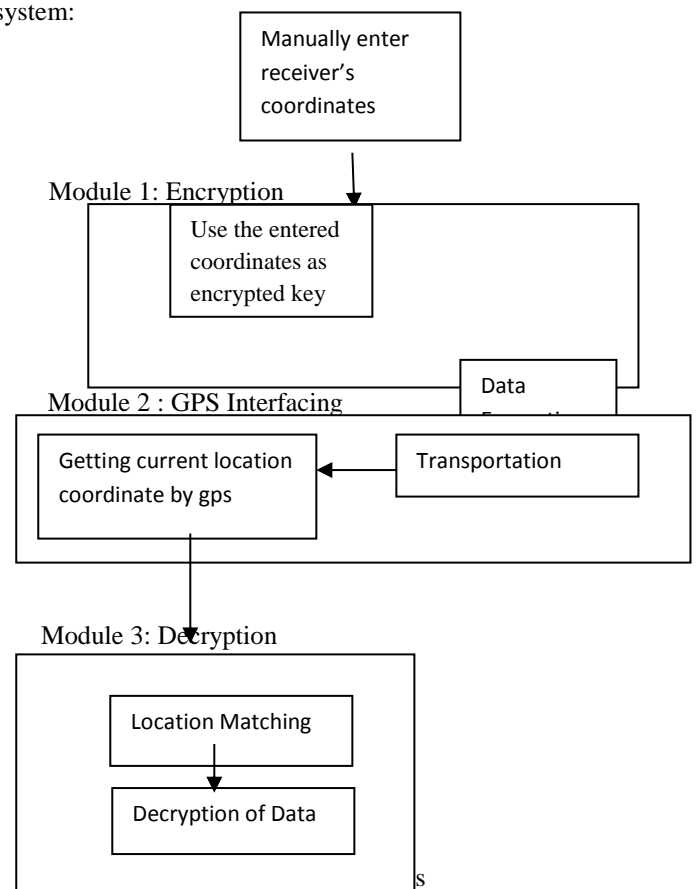 system:
Manually enter
receiver's
coordinates
Module 1: Encryption
Use the entered
coordinates as
encrypted key
Data
Module 2 : GPS Interfacing
Getting current location
coordinate by gps
Transportation
Module 3: Decryption
Location Matching
Decryption of Data
s